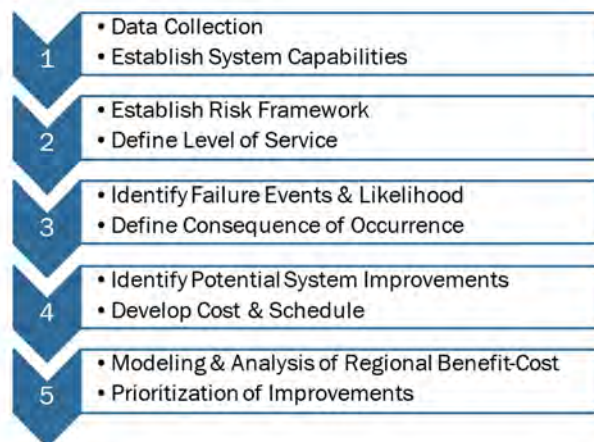 1
• Data Collection
• Establish System Capabilities
2
• Establish Risk Framework
• Define Level of Service
3
• Identify Failure Events & Likelihood
• Define Consequence of Occurrence
4
• Identify Potential System Improvements
• Develop Cost & Schedule
5
• Modeling & Analysis of Regional Benefit-Cost
• Prioritization of Improvements